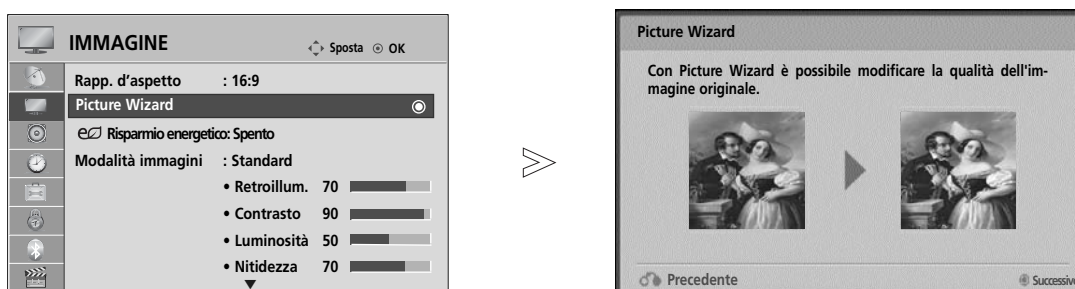 IMMAGINE
Sposta OK
Rapp. d'aspetto : 16:9
Picture Wizard
Risparmio energetico: Spento
Modalità immagini : Standard
• Retroillum. 70
• Contrasto 90
• Luminosità 50
• Nitidezza 70
Picture Wizard
Con Picture Wizard è possibile modificare la qualità dell'im-
magine originale.
Precedente
Successivo